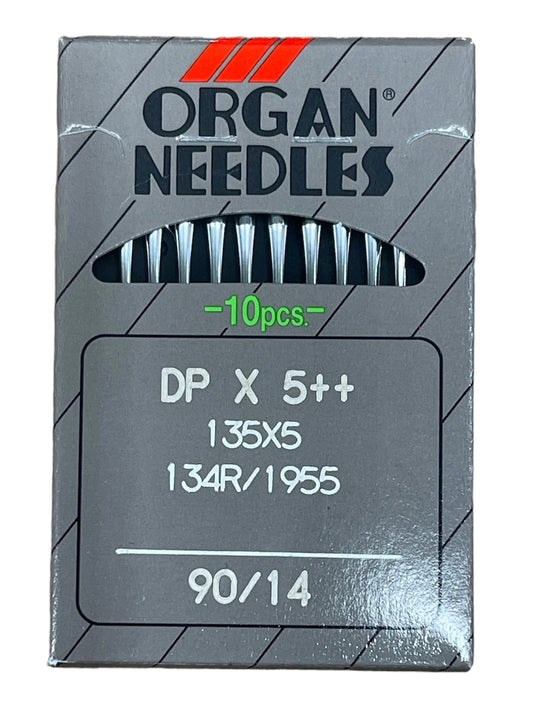 ORGAN®
NEEDLES
-10pcs.-
DP X 5++
135X5
134R/1955
90/14